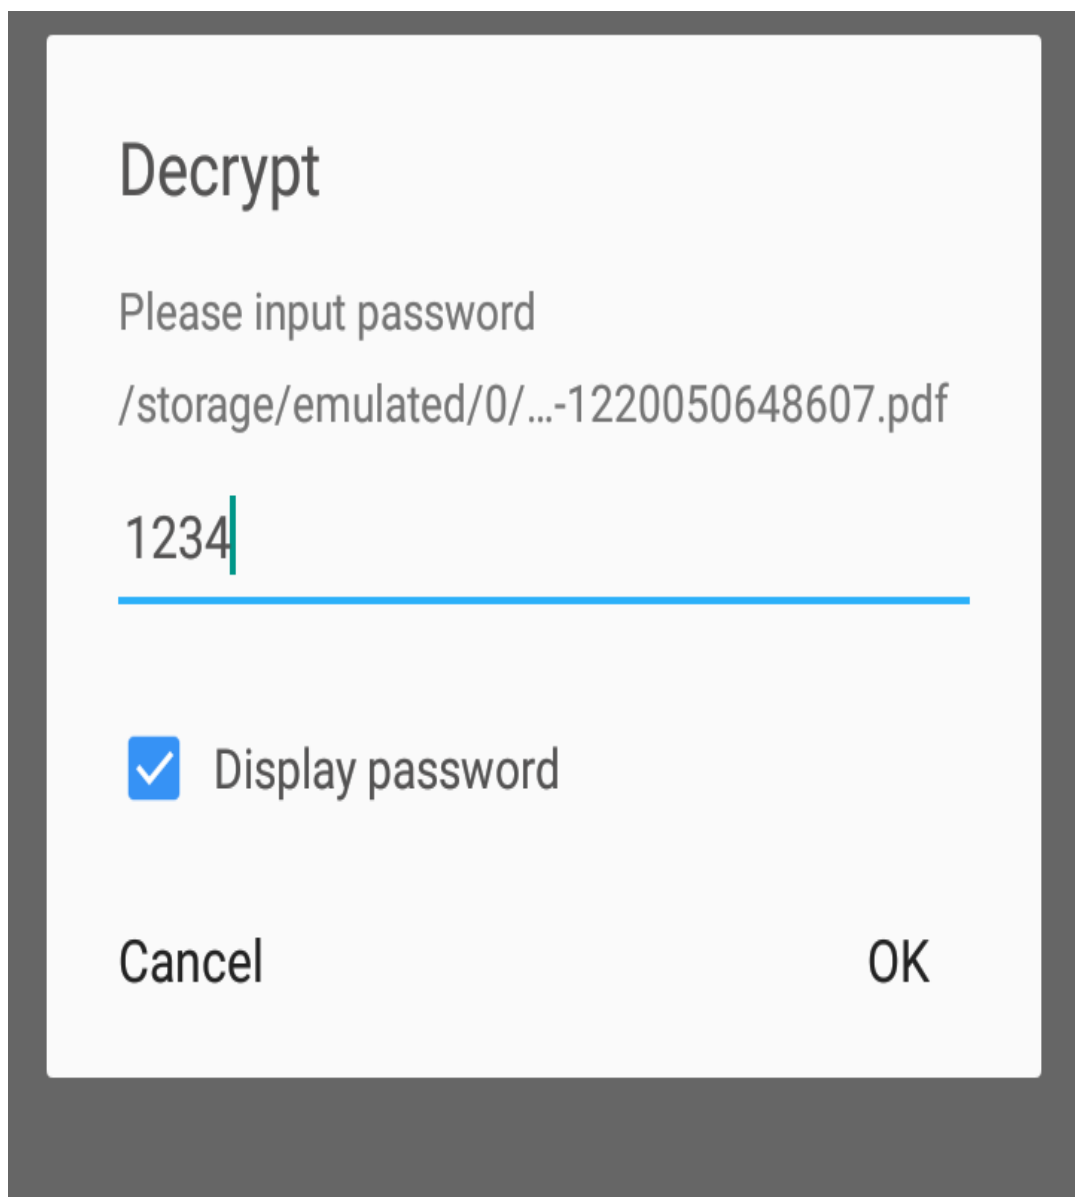 Decrypt
Please input password
/storage/emulated/0/...-1220050648607.pdf
1234
Display password
Cancel OK